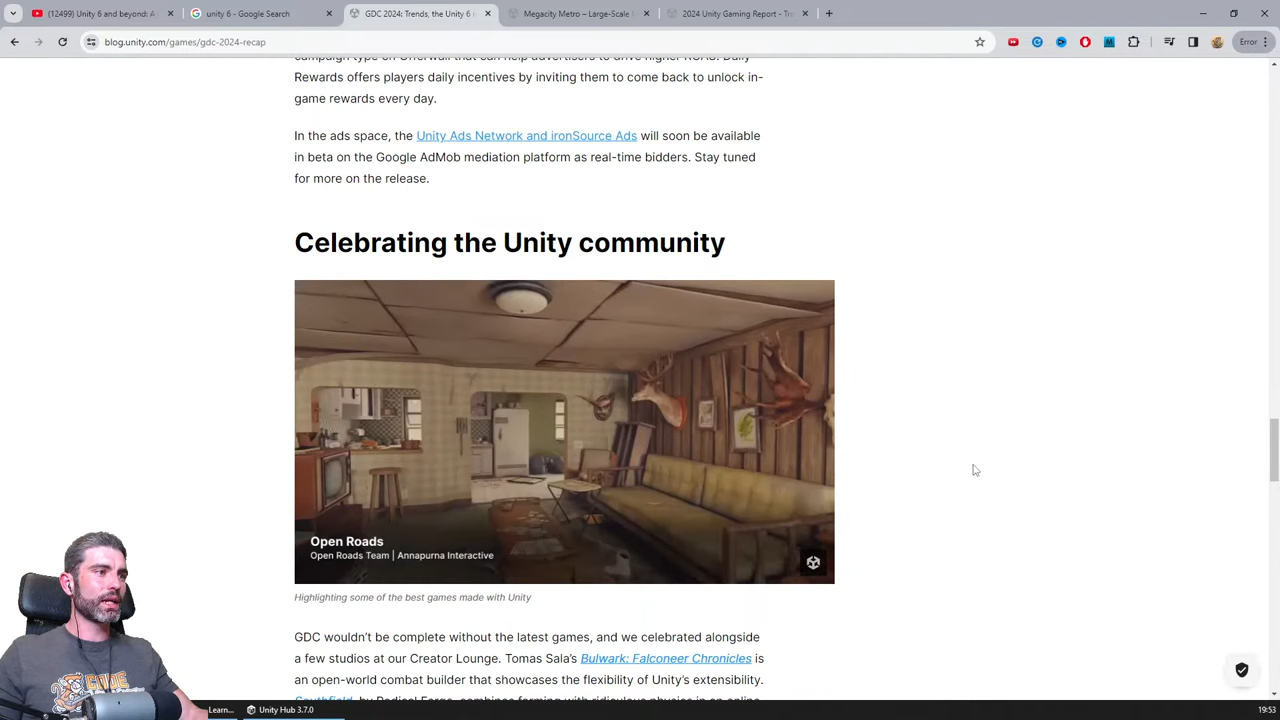 (12499) Unity 6 and beyond: A
unity 6 - Google Search
GDC 2024: Trends, the Unity 6
Megacity Metro – Large-Scale
2024 Unity Gaming Report - Tr
blog.unity.com/games/gdc-2024-recap
Error
Rewards offers players daily incentives by inviting them to come back to unlock in-
game rewards every day.
In the ads space, the Unity Ads Network and ironSource Ads will soon be available
in beta on the Google AdMob mediation platform as real-time bidders. Stay tuned
for more on the release.
Celebrating the Unity community
Open Roads
Open Roads Team | Annapurna Interactive
Highlighting some of the best games made with Unity
GDC wouldn’t be complete without the latest games, and we celebrated alongside
a few studios at our Creator Lounge. Tomas Sala’s Bulwark: Falconeer Chronicles is
an open-world combat builder that showcases the flexibility of Unity’s extensibility.
CODE
Learn...
Unity Hub 3.7.0
19:53